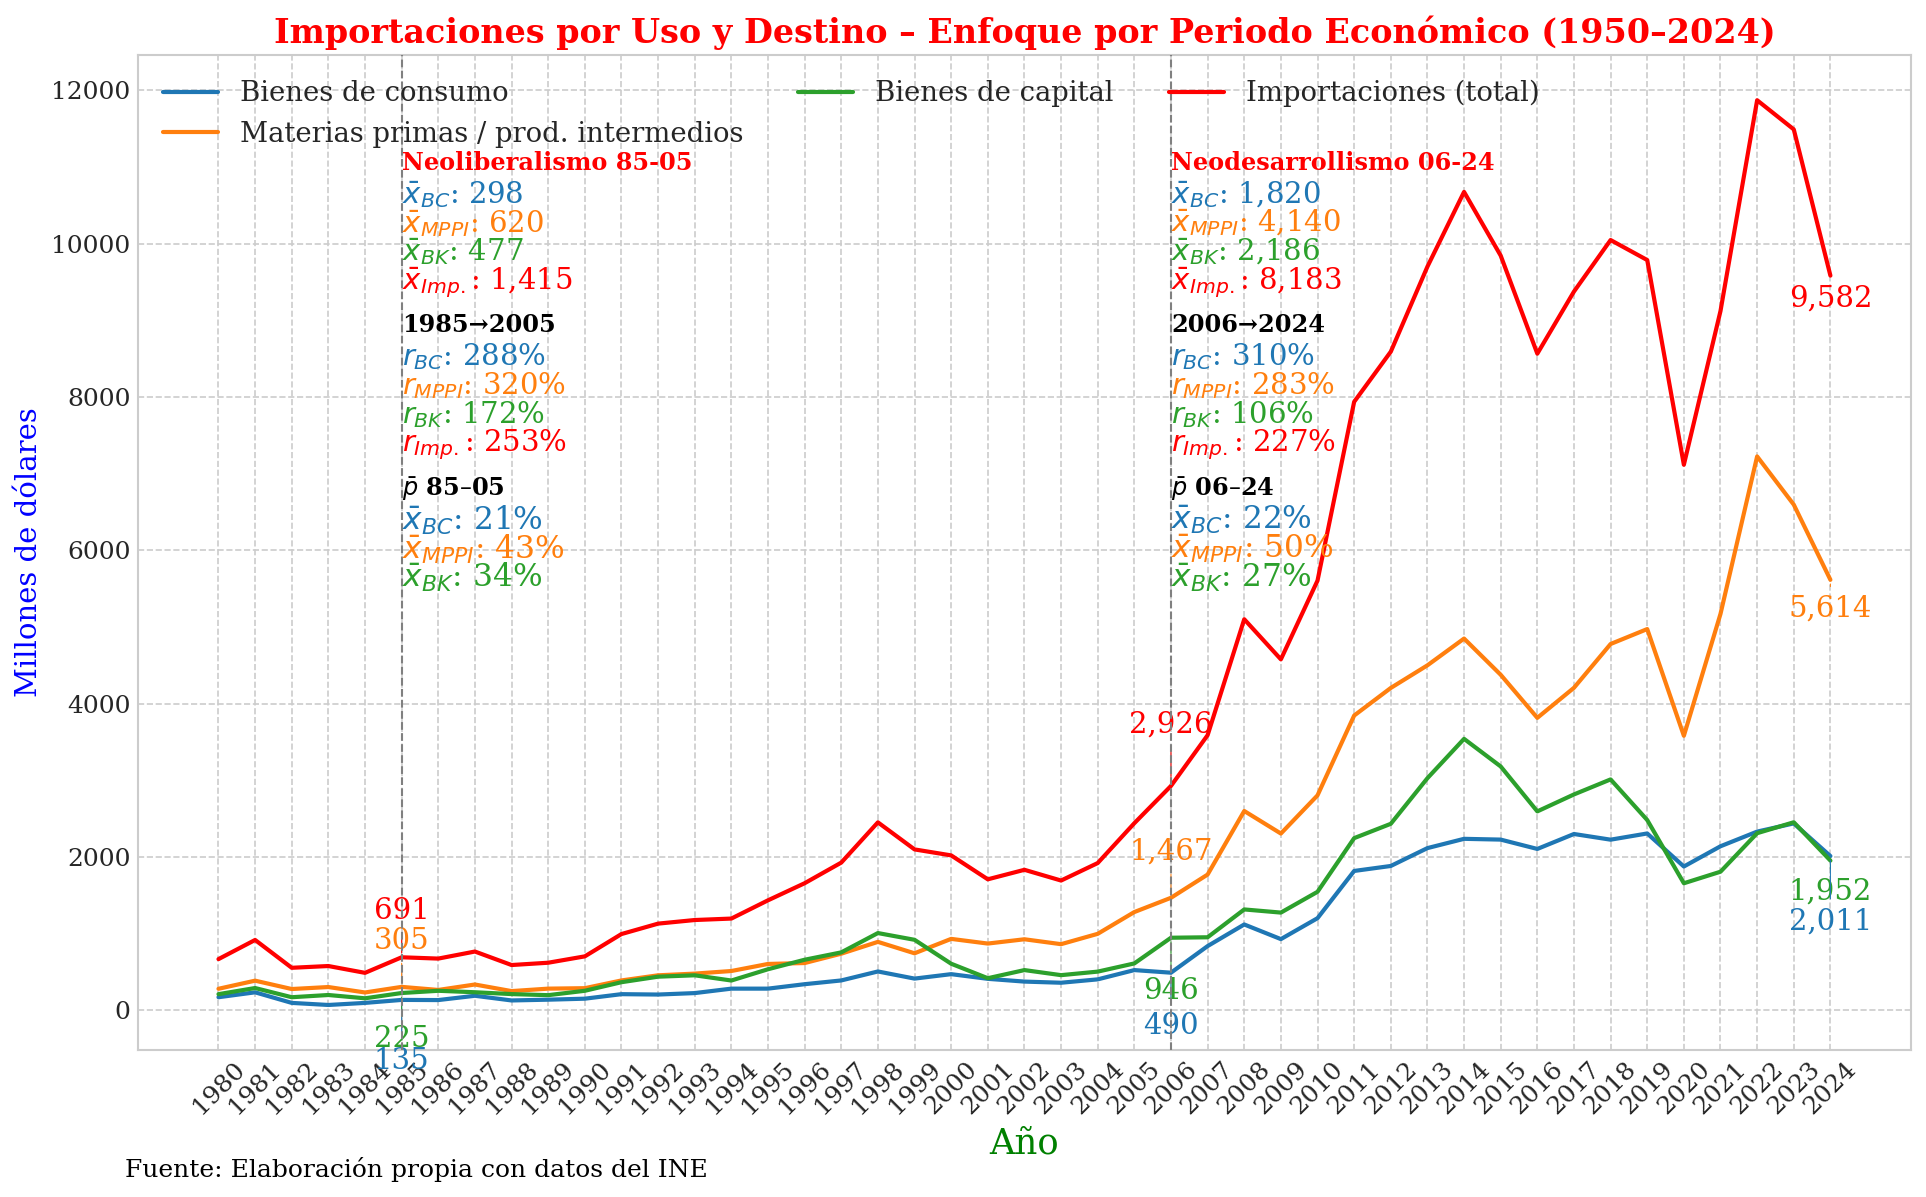 Importaciones por Uso y Destino – Enfoque por Periodo Económico (1950–2024)
Bienes de consumo
Materias primas / prod. intermedios
Bienes de capital
Importaciones (total)
12000
10000
8000
6000
4000
2000
0
Millones de dólares
Neoliberalismo 85-05
x̄BC: 298
x̄MPPI: 620
x̄BK: 477
x̄Imp.: 1,415
1985→2005
rBC: 288%
rMPPI: 320%
rBK: 172%
rImp.: 253%
p̄ 85–05
x̄BC: 21%
x̄MPPI: 43%
x̄BK: 34%
Neodesarrollismo 06-24
x̄BC: 1,820
x̄MPPI: 4,140
x̄BK: 2,186
x̄Imp.: 8,183
2006→2024
rBC: 310%
rMPPI: 283%
rBK: 106%
rImp.: 227%
p̄ 06–24
x̄BC: 22%
x̄MPPI: 50%
x̄BK: 27%
691
305
225
135
2,926
1,467
946
490
9,582
5,614
1,952
2,011
1980
1981
1982
1983
1984
1985
1986
1987
1988
1989
1990
1991
1992
1993
1994
1995
1996
1997
1998
1999
2000
2001
2002
2003
2004
2005
2006
2007
2008
2009
2010
2011
2012
2013
2014
2015
2016
2017
2018
2019
2020
2021
2022
2023
2024
Año
Fuente: Elaboración propia con datos del INE